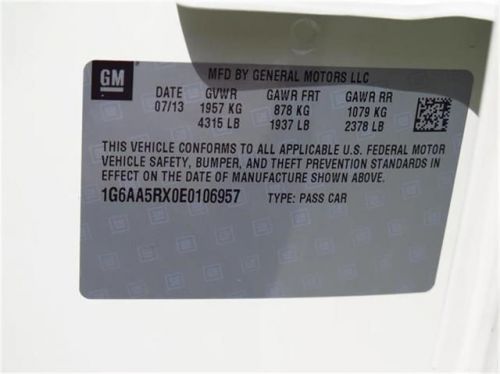 GM
MFD BY GENERAL MOTORS LLC
DATE GVWR GAWR FRT GAWR RR
07/13 1957 KG 878 KG 1079 KG
4315 LB 1937 LB 2378 LB
THIS VEHICLE CONFORMS TO ALL APPLICABLE U.S. FEDERAL MOTOR
VEHICLE SAFETY, BUMPER, AND THEFT PREVENTION STANDARDS IN
EFFECT ON THE DATE OF MANUFACTURE SHOWN ABOVE.
1G6AA5RX0E0106957 TYPE: PASS CAR